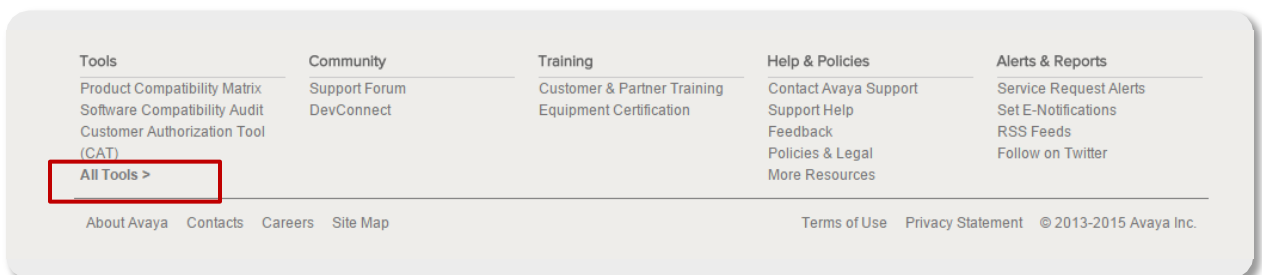 Tools
Product Compatibility Matrix
Software Compatibility Audit
Customer Authorization Tool
(CAT)
All Tools >
Community
Support Forum
DevConnect
Training
Customer & Partner Training
Equipment Certification
Help & Policies
Contact Avaya Support
Support Help
Feedback
Policies & Legal
More Resources
Alerts & Reports
Service Request Alerts
Set E-Notifications
RSS Feeds
Follow on Twitter
About Avaya Contacts Careers Site Map
Terms of Use Privacy Statement © 2013-2015 Avaya Inc.